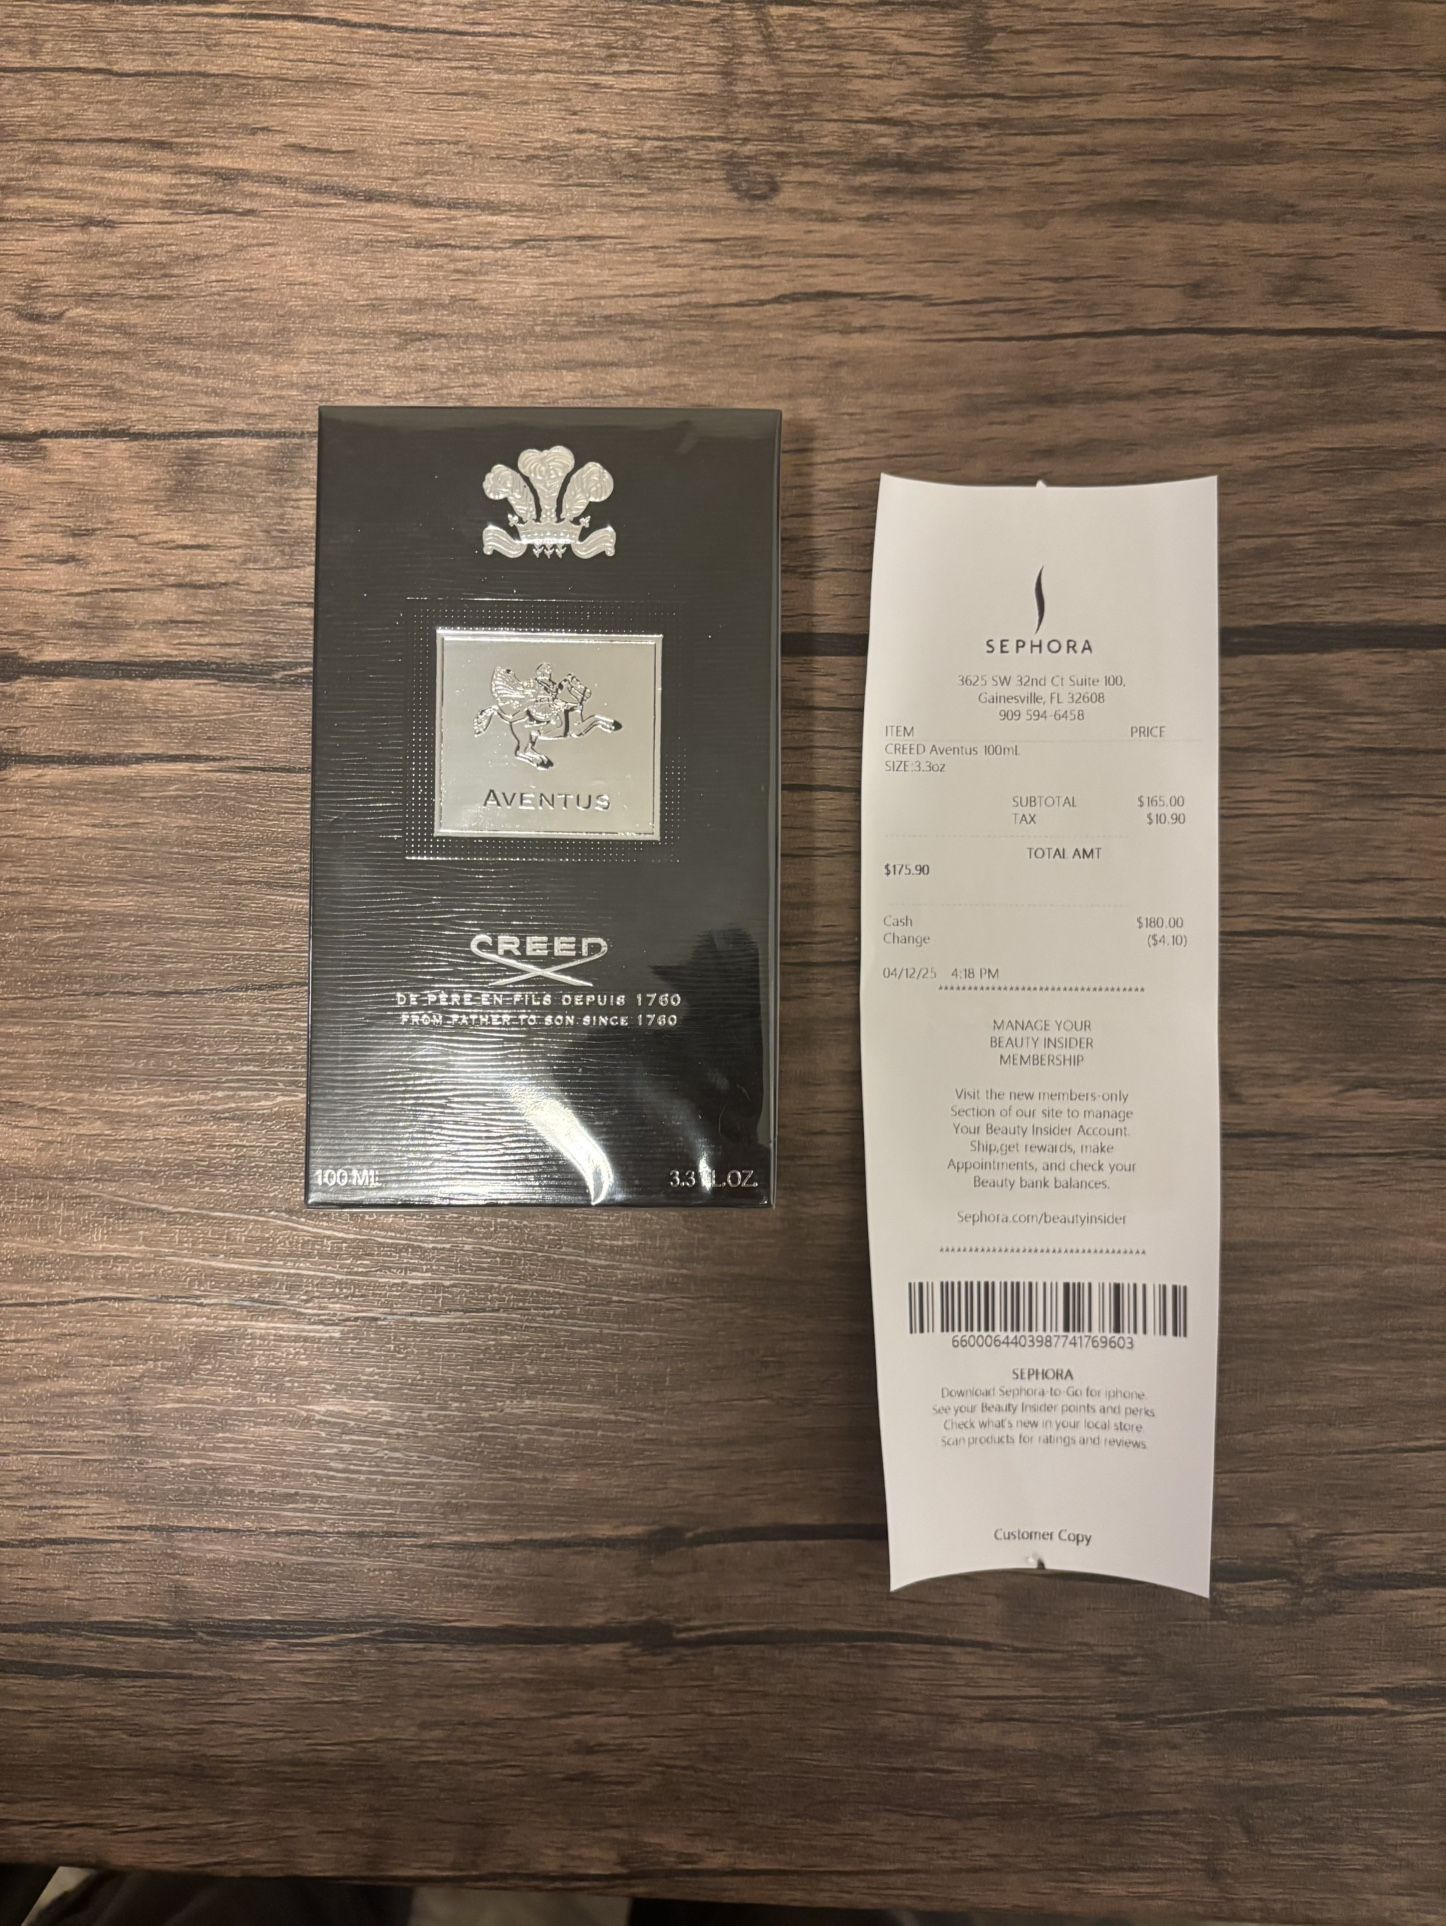 AVENTUS
CREED
DE PÈRE EN FILS DEPUIS 1760
FROM FATHER TO SON SINCE 1760
100 ML
3.3 FL.OZ.
SEPHORA
3625 SW 32nd Ct Suite 100,
Gainesville, FL 32608
909 594-6458
ITEM PRICE
CREED Aventus 100mL
SIZE:3.3oz
SUBTOTAL $165.00
TAX $10.90
TOTAL AMT
$175.90
Cash $180.00
Change ($4.10)
04/12/25 4:18 PM
***********************************
MANAGE YOUR
BEAUTY INSIDER
MEMBERSHIP
Visit the new members-only
Section of our site to manage
Your Beauty Insider Account.
Ship,get rewards, make
Appointments, and check your
Beauty bank balances.
Sephora.com/beautyinsider
***********************************
6600064403987741769603
SEPHORA
Download Sephora-to-Go for iphone.
See your Beauty Insider points and perks
Check what's new in your local store.
Scan products for ratings and reviews.
Customer Copy